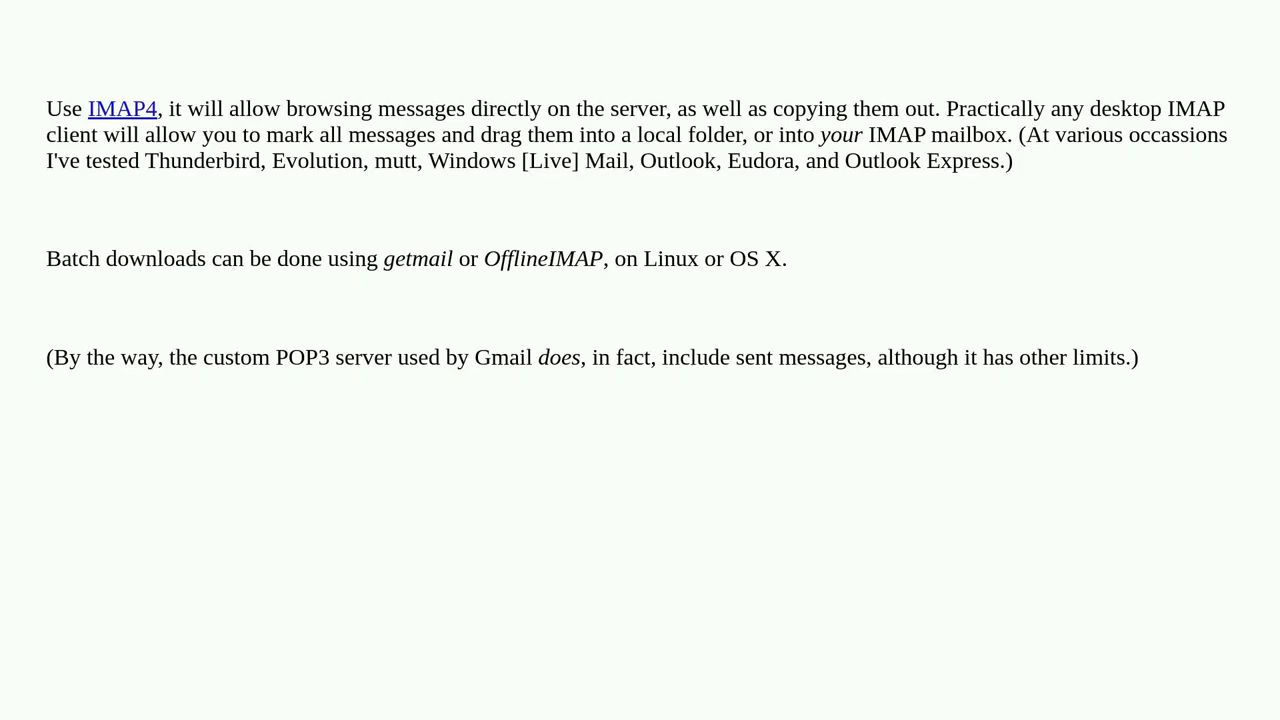 Use IMAP4, it will allow browsing messages directly on the server, as well as copying them out. Practically any desktop IMAP
client will allow you to mark all messages and drag them into a local folder, or into your IMAP mailbox. (At various occassions
I've tested Thunderbird, Evolution, mutt, Windows [Live] Mail, Outlook, Eudora, and Outlook Express.)
Batch downloads can be done using getmail or OfflineIMAP, on Linux or OS X.
(By the way, the custom POP3 server used by Gmail does, in fact, include sent messages, although it has other limits.)